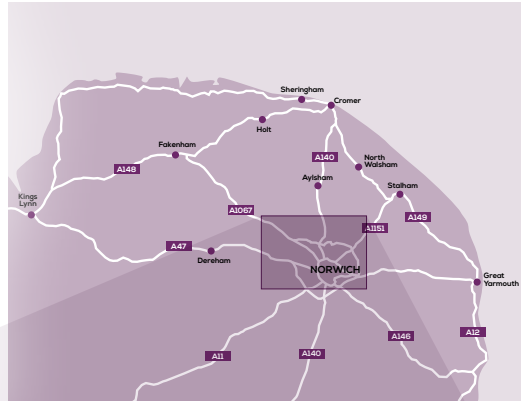 Sheringham
Cromer
Holt
Fakenham
A140
North
Walsham
A148
Aylsham
Stalham
Kings
Lynn
A1067
A149
A1151
A47
Dereham
NORWICH
Great
Yarmouth
A12
A146
A11
A140